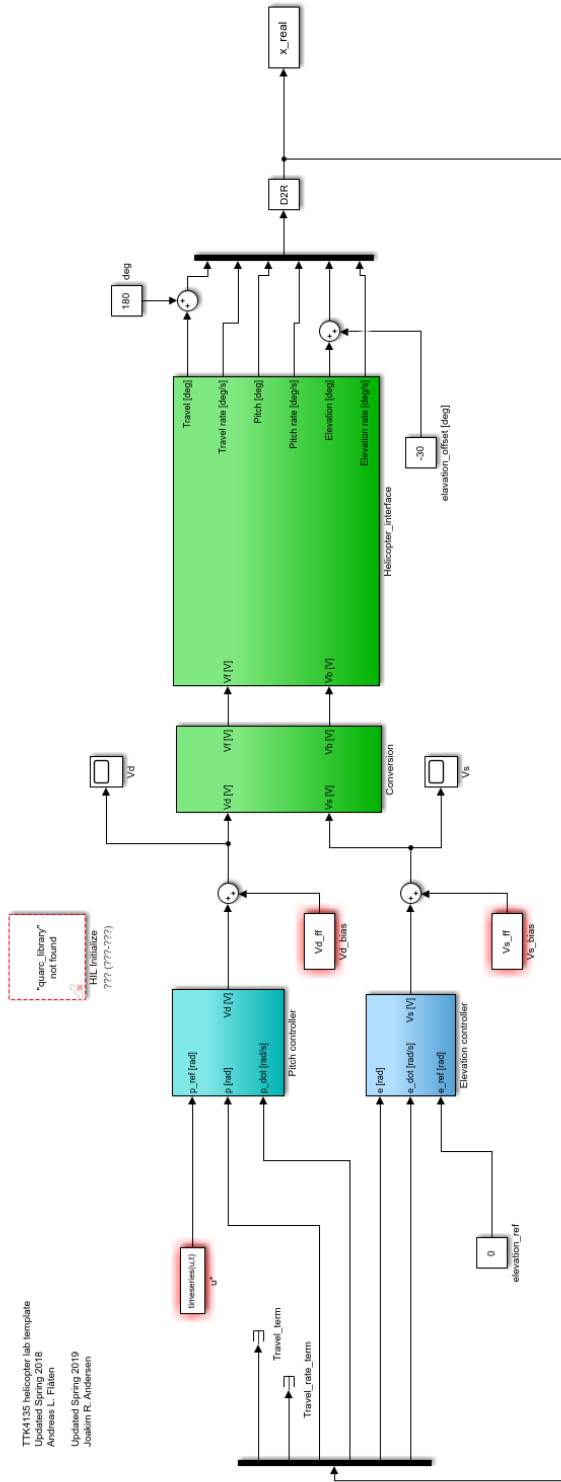 TTK4135 helicopter lab template
Updated Spring 2018
Andreas L. Flåten
Updated Spring 2019
Joakim R. Andersen
"quarc_library"
not found
HIL Initialize
??? (???-???)
timeseries(u,t)
u*
Travel_term
Travel_rate_term
p_ref [rad]
p [rad]
p_dot [rad/s]
Vd [V]
Pitch controller
Vd_ff
Vd_bias
Vd
0
elevation_ref
e [rad]
e_dot [rad/s]
e_ref [rad]
Vs [V]
Elevation controller
Vs_ff
Vs_bias
Vs
Vd [V]
Vs [V]
Vf [V]
Vb [V]
Conversion
Vf [V]
Vb [V]
Travel [deg]
Travel rate [deg/s]
Pitch [deg]
Pitch rate [deg/s]
Elevation [deg]
Elevation rate [deg/s]
Helicopter_interface
180
deg
-30
elavation_offset [deg]
D2R
x_real